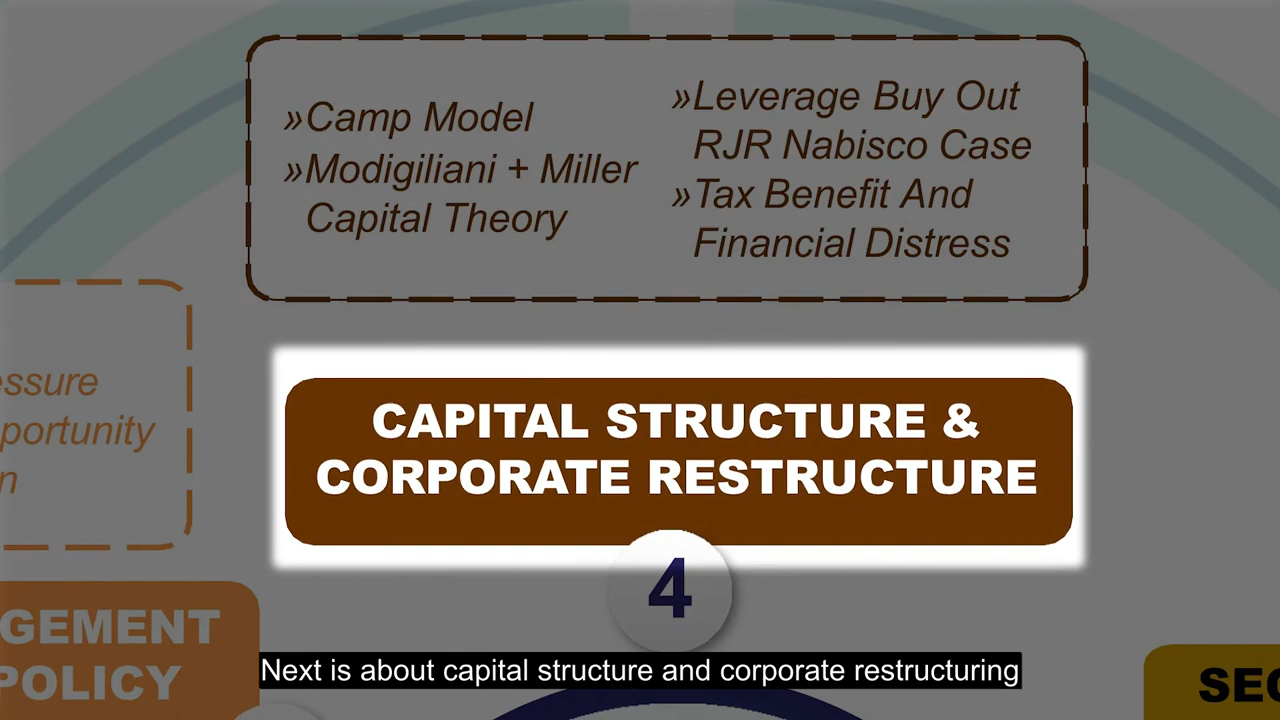 »Camp Model
»Modigiliani + Miller
Capital Theory
»Leverage Buy Out
RJR Nabisco Case
»Tax Benefit And
Financial Distress
essure
portunity
n
CAPITAL STRUCTURE &
CORPORATE RESTRUCTURE
4
GEMENT
POLICY
SEC
Next is about capital structure and corporate restructuring